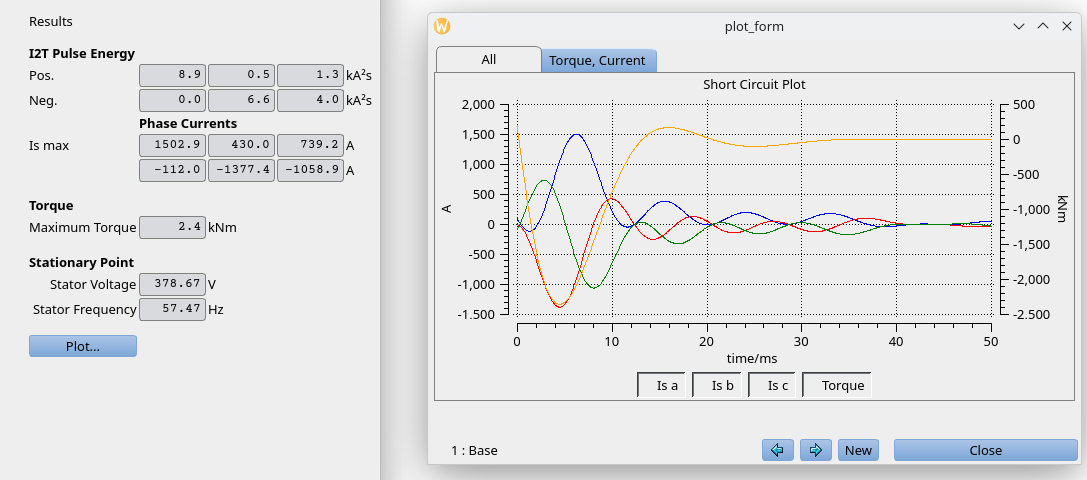 Results
I2T Pulse Energy
Pos. 8.9 0.5 1.3 kA²s
Neg. 0.0 6.6 4.0 kA²s
Phase Currents
Is max 1502.9 430.0 739.2 A
-112.0 -1377.4 -1058.9 A
Torque
Maximum Torque 2.4 kNm
Stationary Point
Stator Voltage 378.67 V
Stator Frequency 57.47 Hz
Plot...
W plot_form
All Torque, Current
Short Circuit Plot
2,000 500
1,500 0
1,000 -500
500 -1,000
A kNm
0 -1,500
-500
-1,000 -2,000
-1.500 -2.500
0 10 20 30 40 50
time/ms
Is a Is b Is c Torque
1 : Base New Close